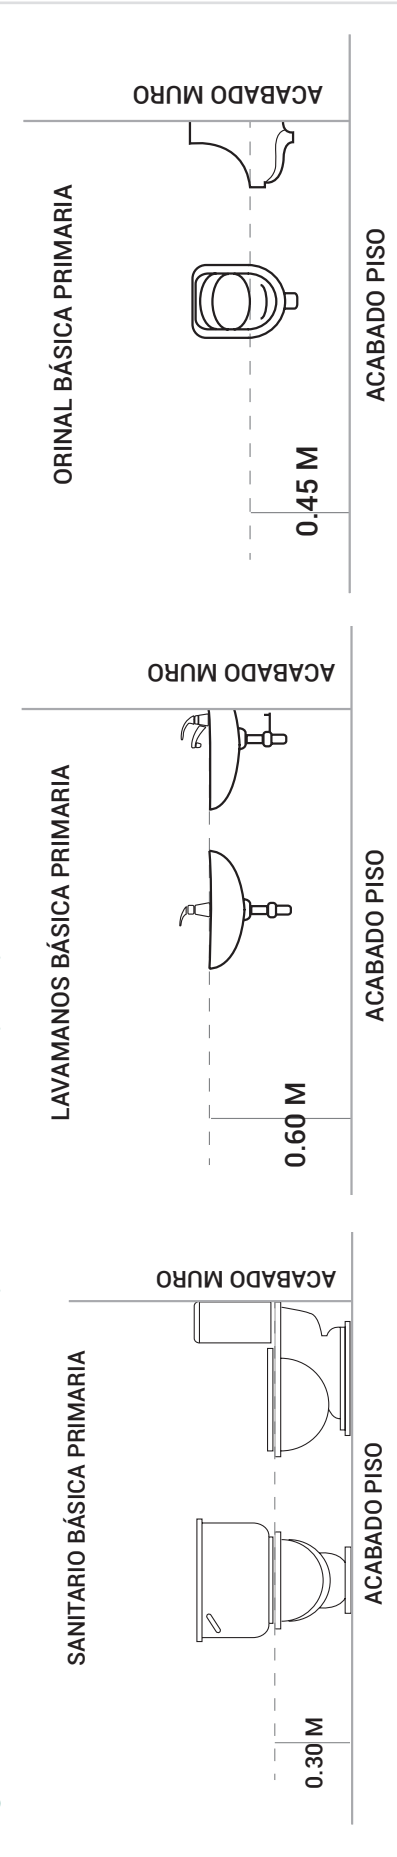 SANITARIO BÁSICA PRIMARIA
0.30 M
ACABADO PISO
ACABADO MURO
LAVAMANOS BÁSICA PRIMARIA
0.60 M
ACABADO PISO
ACABADO MURO
ORINAL BÁSICA PRIMARIA
0.45 M
ACABADO PISO
ACABADO MURO